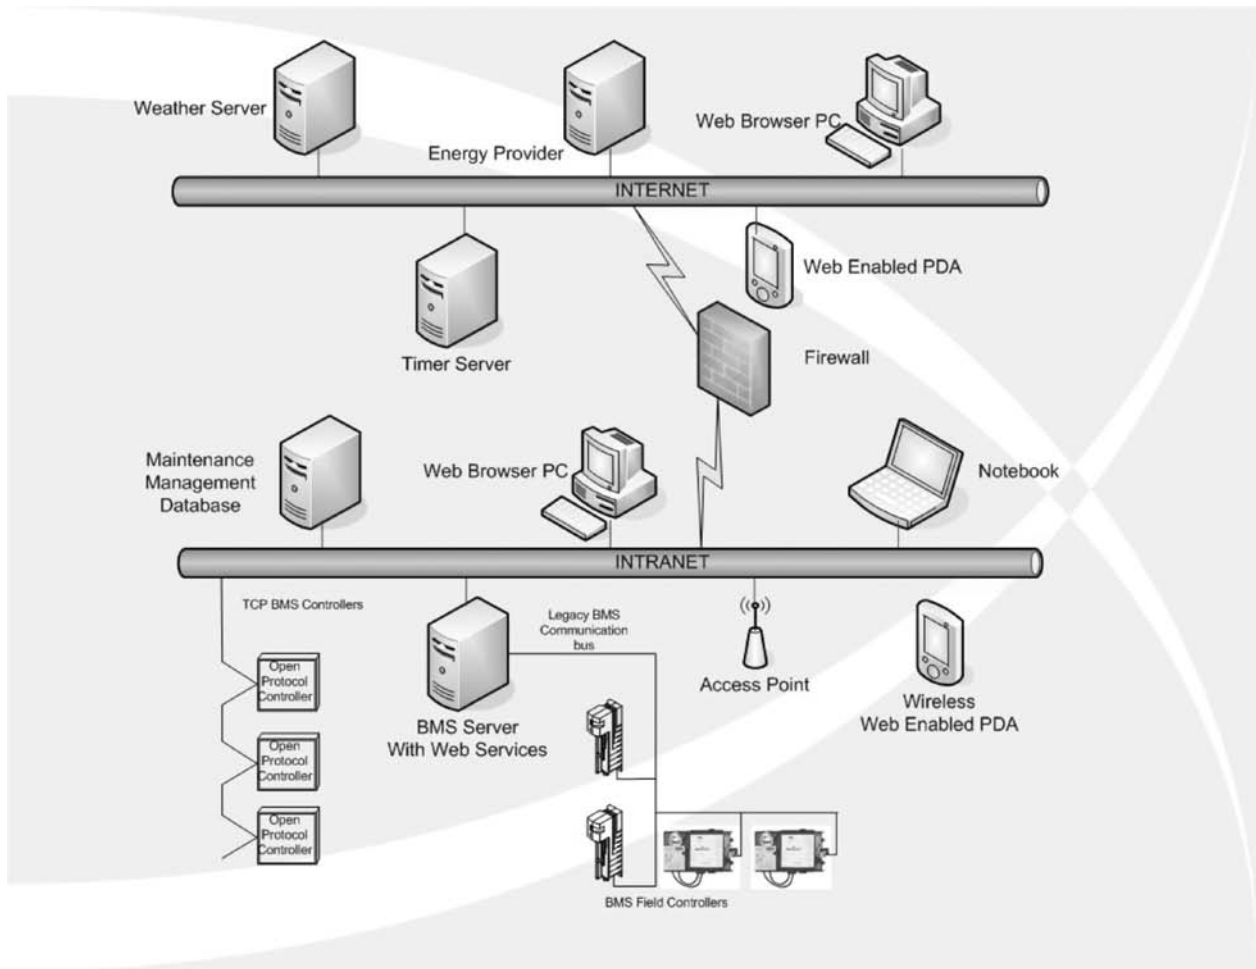 Weather Server
Energy Provider
Web Browser PC
INTERNET
Timer Server
Web Enabled PDA
Firewall
Maintenance
Management
Database
Web Browser PC
Notebook
INTRANET
TCP BMS Controllers
Open
Protocol
Controller
Open
Protocol
Controller
Open
Protocol
Controller
BMS Server
With Web Services
Legacy BMS
Communication
bus
Access Point
Wireless
Web Enabled PDA
BMS Field Controllers